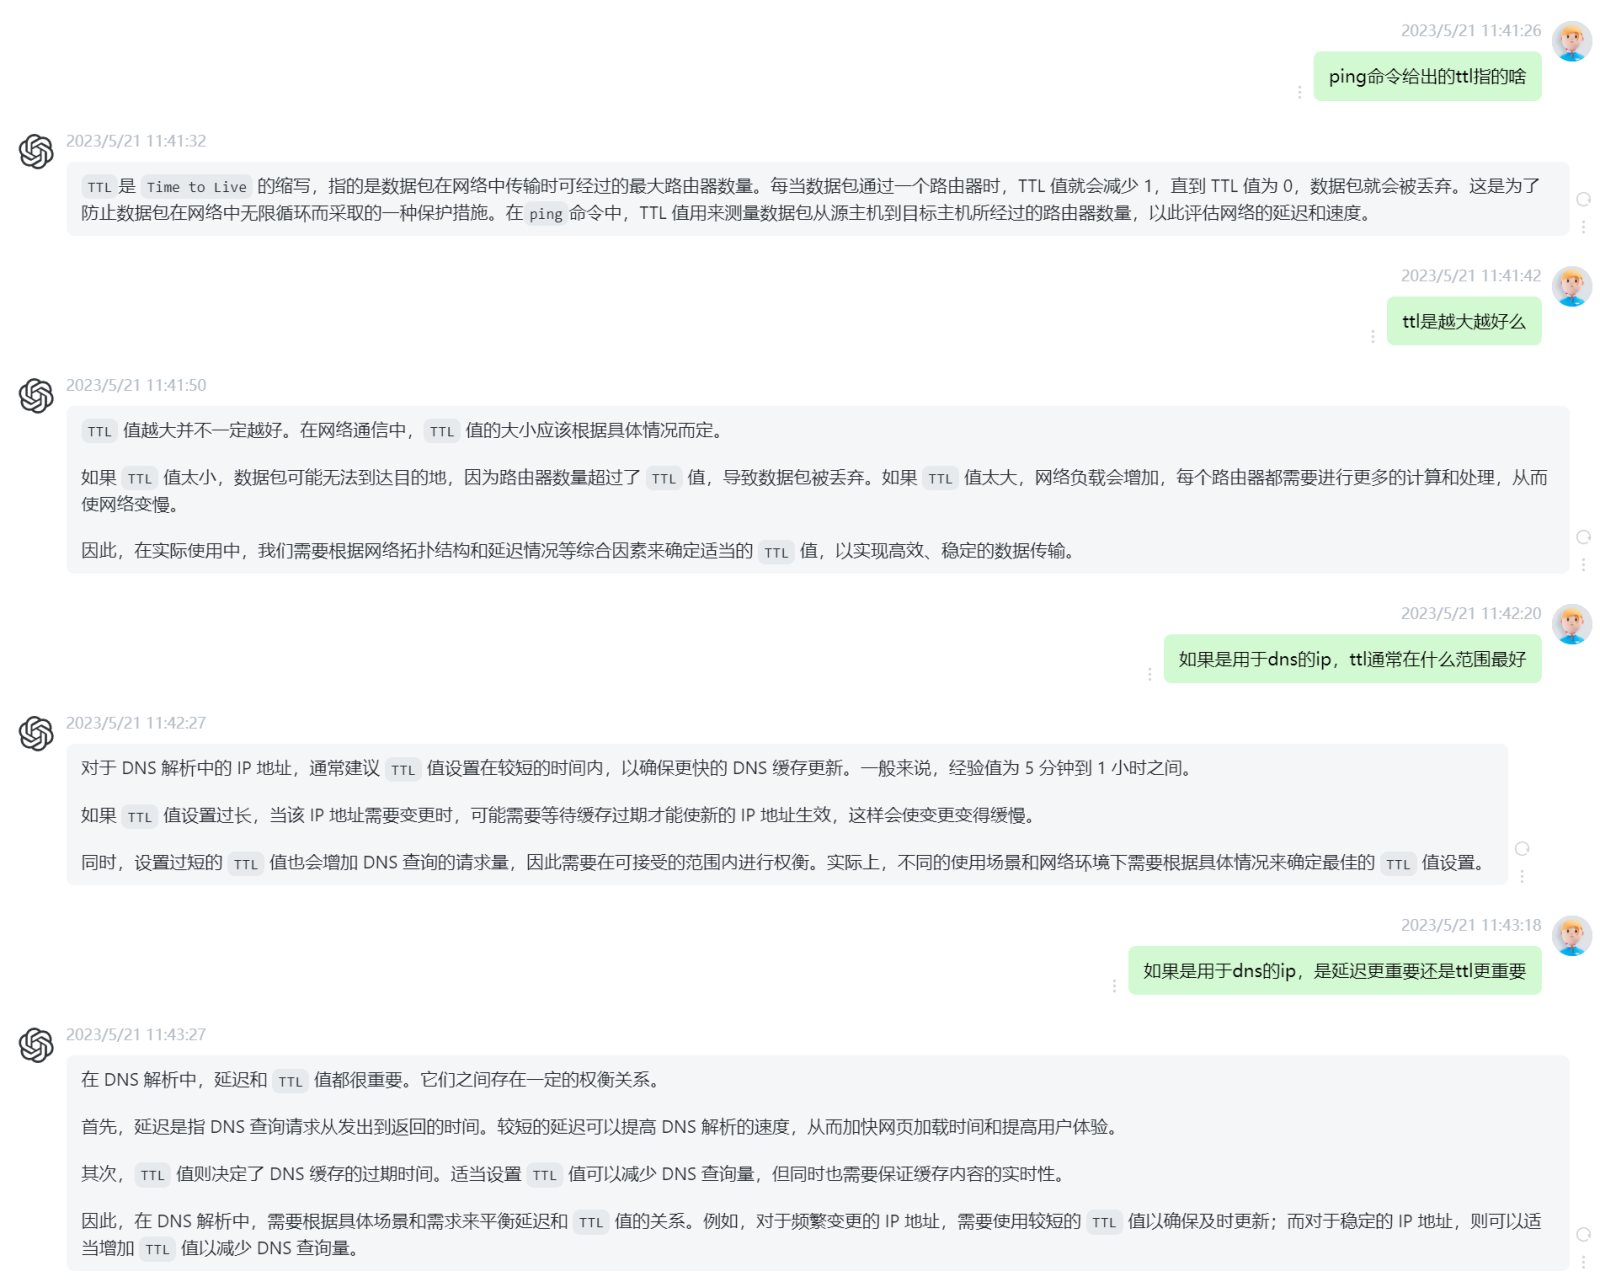 2023/5/21 11:41:26
ping命令给出的ttl指的啥
2023/5/21 11:41:32
TTL是 Time to Live 的缩写，指的是数据包在网络中传输时可经过的最大路由器数量。每当数据包通过一个路由器时，TTL 值就会减少 1，直到 TTL 值为 0，数据包就会被丢弃。这是为了
防止数据包在网络中无限循环而采取的一种保护措施。在ping命令中，TTL 值用来测量数据包从源主机到目标主机所经过的路由器数量，以此评估网络的延迟和速度。
2023/5/21 11:41:42
ttl是越大越好么
2023/5/21 11:41:50
TTL 值越大并不一定越好。在网络通信中，TTL 值的大小应该根据具体情况而定。
如果 TTL 值太小，数据包可能无法到达目的地，因为路由器数量超过了 TTL 值，导致数据包被丢弃。如果 TTL 值太大，网络负载会增加，每个路由器都需要进行更多的计算和处理，从而
使网络变慢。
因此，在实际使用中，我们需要根据网络拓扑结构和延迟情况等综合因素来确定适当的 TTL 值，以实现高效、稳定的数据传输。
2023/5/21 11:42:20
如果是用于dns的ip，ttl通常在什么范围最好
2023/5/21 11:42:27
对于 DNS 解析中的 IP 地址，通常建议 TTL 值设置在较短的时间内，以确保更快的 DNS 缓存更新。一般来说，经验值为 5 分钟到 1 小时之间。
如果 TTL 值设置过长，当该 IP 地址需要变更时，可能需要等待缓存过期才能使新的 IP 地址生效，这样会使变更变得缓慢。
同时，设置过短的 TTL 值也会增加 DNS 查询的请求量，因此需要在可接受的范围内进行权衡。实际上，不同的使用场景和网络环境下需要根据具体情况来确定最佳的 TTL 值设置。
2023/5/21 11:43:18
如果是用于dns的ip，是延迟更重要还是ttl更重要
2023/5/21 11:43:27
在 DNS 解析中，延迟和 TTL 值都很重要。它们之间存在一定的权衡关系。
首先，延迟是指 DNS 查询请求从发出到返回的时间。较短的延迟可以提高 DNS 解析的速度，从而加快网页加载时间和提高用户体验。
其次，TTL 值则决定了 DNS 缓存的过期时间。适当设置 TTL 值可以减少 DNS 查询量，但同时也需要保证缓存内容的实时性。
因此，在 DNS 解析中，需要根据具体场景和需求来平衡延迟和 TTL 值的关系。例如，对于频繁变更的 IP 地址，需要使用较短的 TTL 值以确保及时更新；而对于稳定的 IP 地址，则可以适
当增加 TTL 值以减少 DNS 查询量。